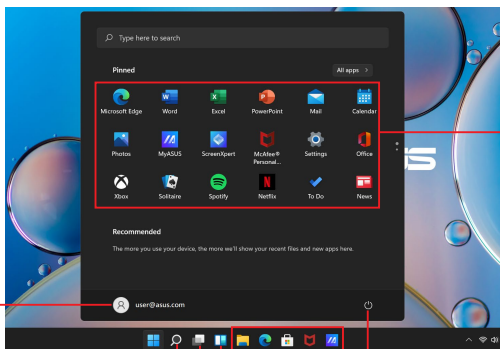 Type here to search
Pinned
All apps >
Microsoft Edge Word Excel PowerPoint Mail Calendar
Photos MyASUS ScreenXpert McAfee® Personal... Settings Office
Xbox Solitaire Spotify Netflix To Do News
Recommended
The more you use your device, the more we'll show your recent files and new apps here.
user@asus.com